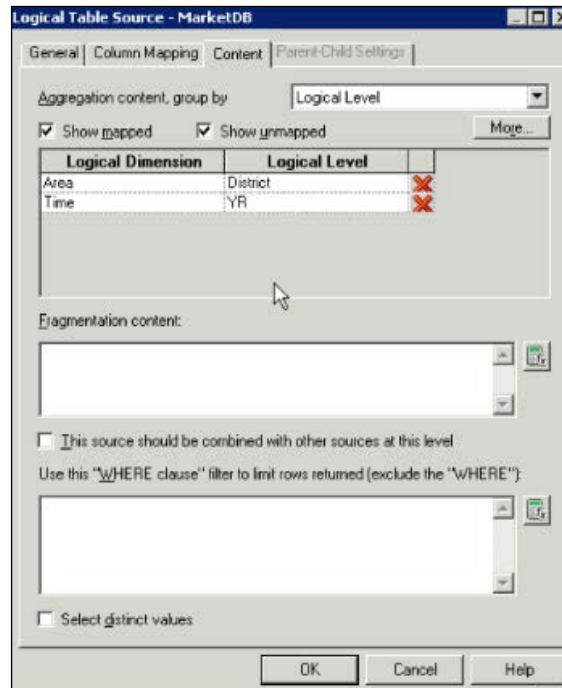 Logical Table Source - MarketDB
General Column Mapping Content Parent-Child Settings
Aggregation content, group by Logical Level
Show mapped Show unmapped More...
Logical Dimension Logical Level
Area District
Time YR
Fragmentation content:
This source should be combined with other sources at this level
Use this "WHERE clause" filter to limit rows returned (exclude the "WHERE"):
Select distinct values
OK Cancel Help